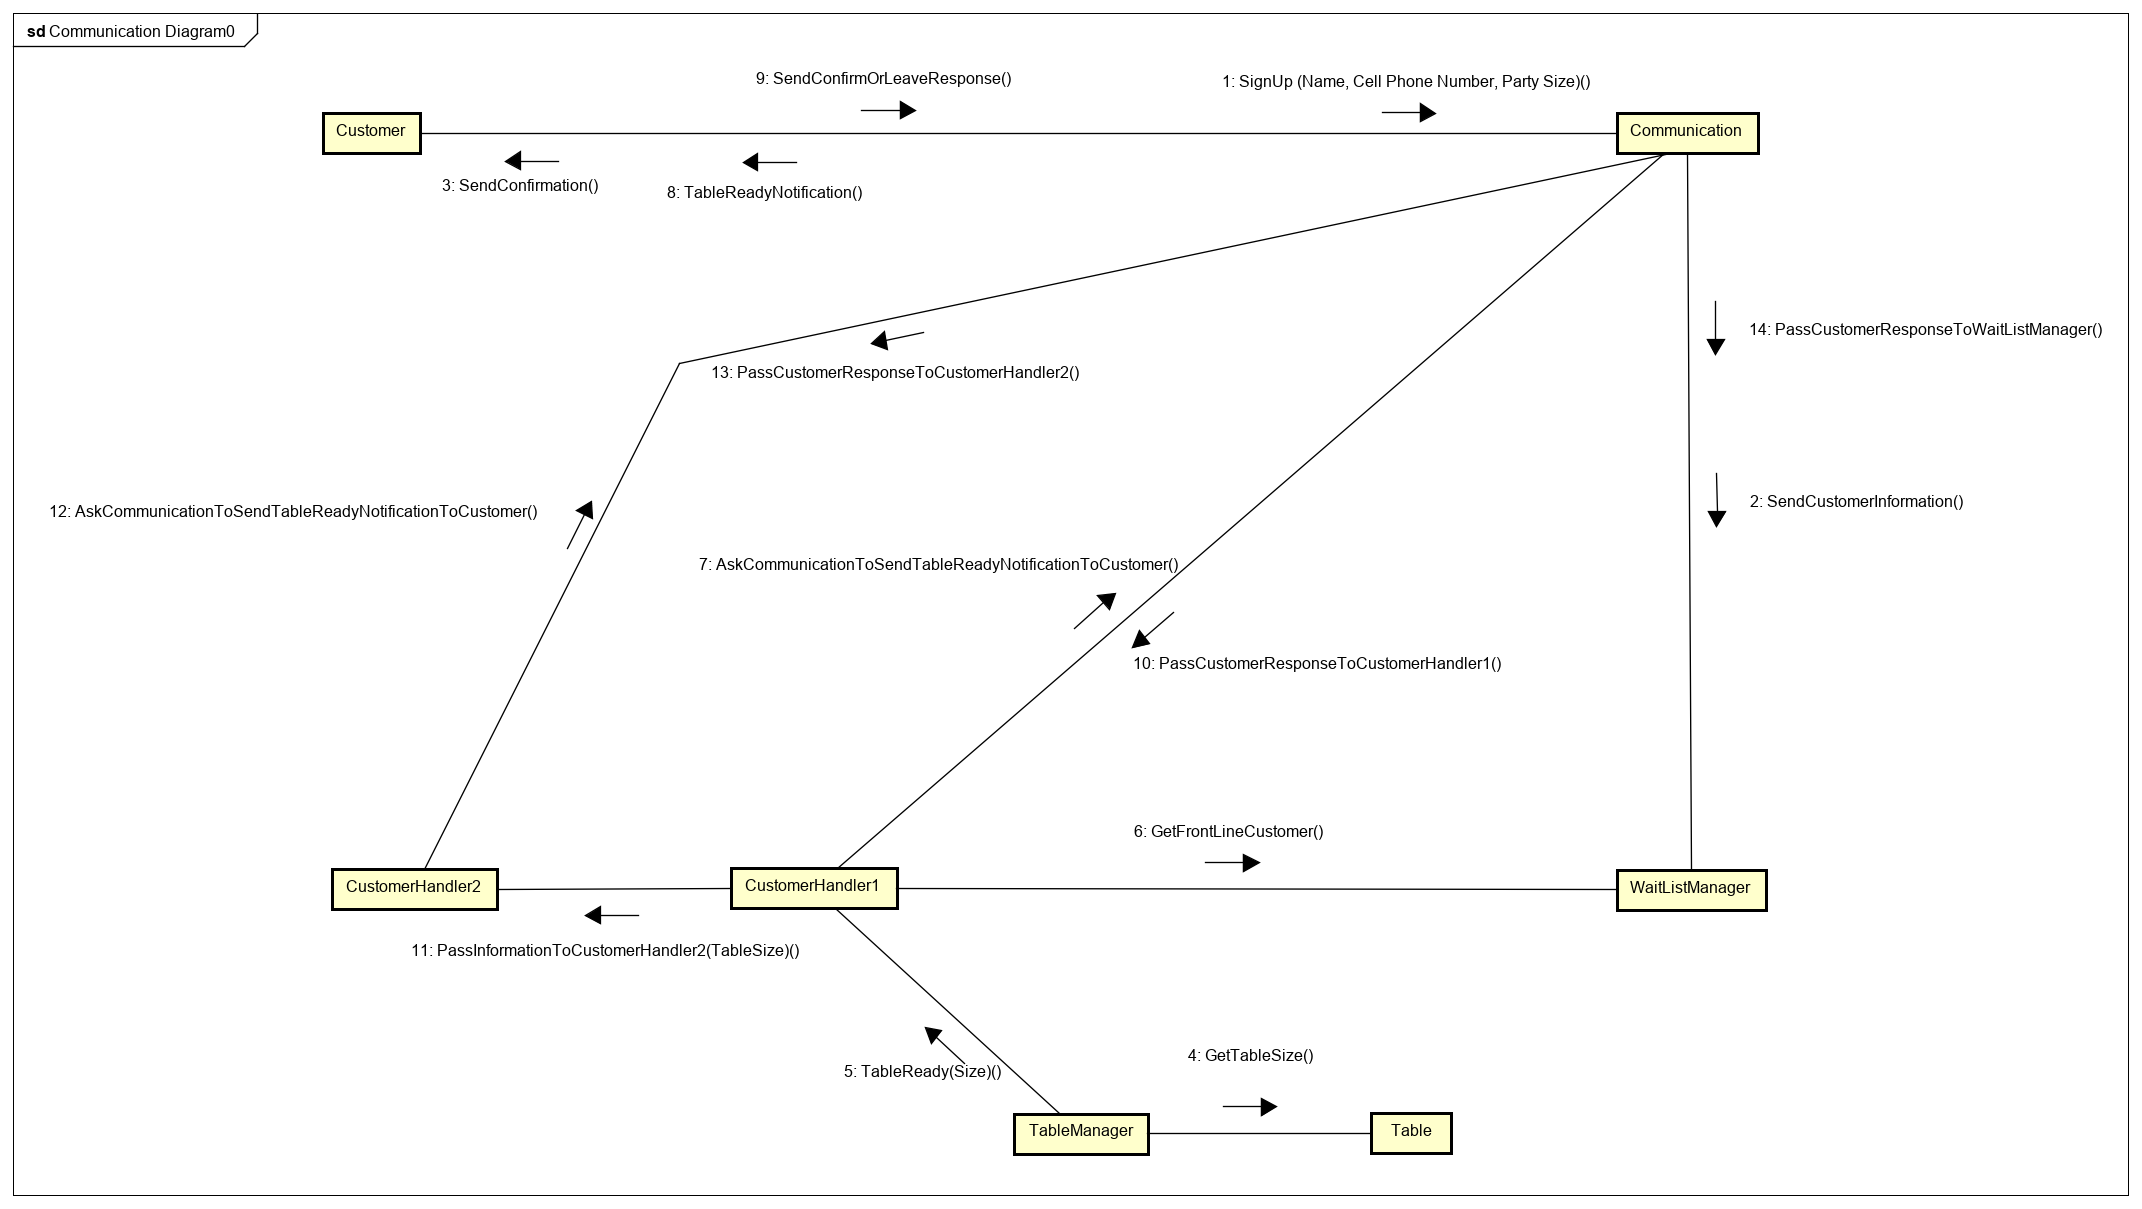 sd Communication Diagram0
9: SendConfirmOrLeaveResponse()
1: SignUp (Name, Cell Phone Number, Party Size)()
Customer
Communication
3: SendConfirmation()
8: TableReadyNotification()
14: PassCustomerResponseToWaitListManager()
13: PassCustomerResponseToCustomerHandler2()
2: SendCustomerInformation()
12: AskCommunicationToSendTableReadyNotificationToCustomer()
7: AskCommunicationToSendTableReadyNotificationToCustomer()
10: PassCustomerResponseToCustomerHandler1()
6: GetFrontLineCustomer()
CustomerHandler2
CustomerHandler1
WaitListManager
11: PassInformationToCustomerHandler2(TableSize)()
4: GetTableSize()
5: TableReady(Size)()
TableManager
Table